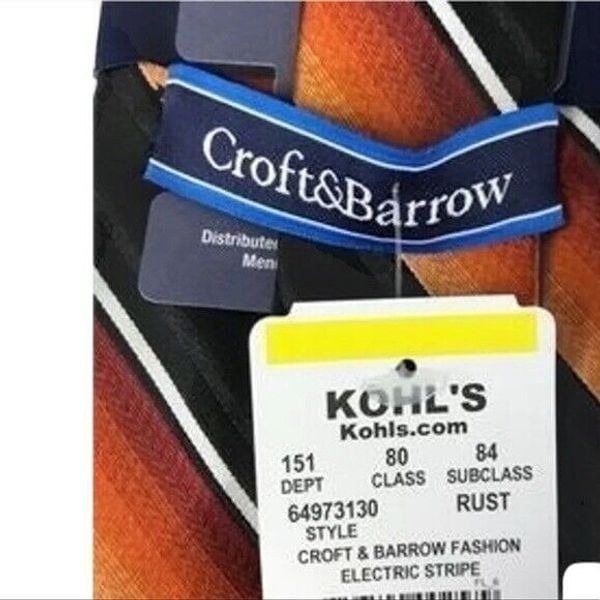 Croft&Barrow
Distributed
KOHL'S
Kohls.com
151 80 84
DEPT CLASS SUBCLASS
64973130 RUST
STYLE
CROFT & BARROW FASHION
ELECTRIC STRIPE